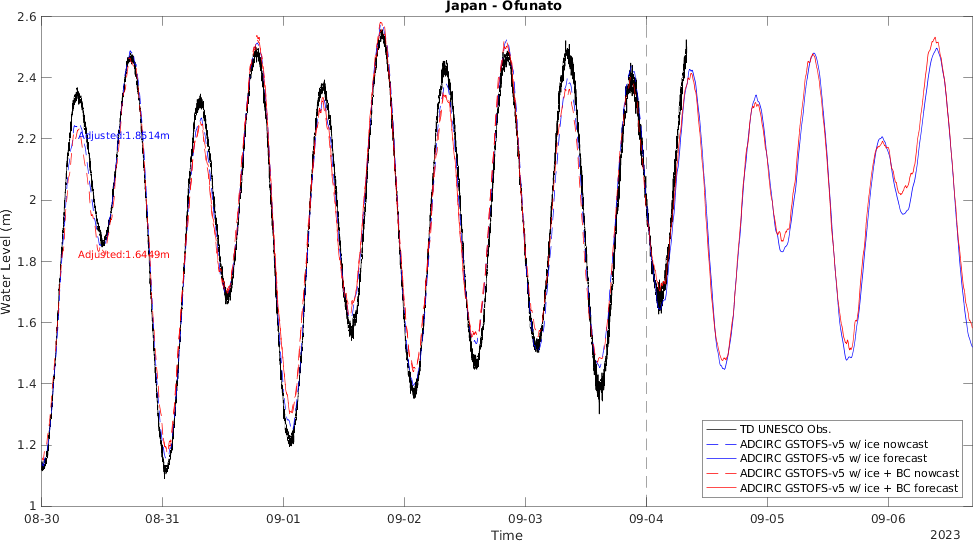 Japan - Ofunato
2.6
2.4
2.2
2
1.8
1.6
1.4
1.2
1
Water Level (m)
Adjusted:1.8514m
Adjusted:1.6449m
TD UNESCO Obs.
ADCIRC GSTOFS-v5 w/ ice nowcast
ADCIRC GSTOFS-v5 w/ ice forecast
ADCIRC GSTOFS-v5 w/ ice + BC nowcast
ADCIRC GSTOFS-v5 w/ ice + BC forecast
08-30 08-31 09-01 09-02 09-03 09-04 09-05 09-06
Time
2023